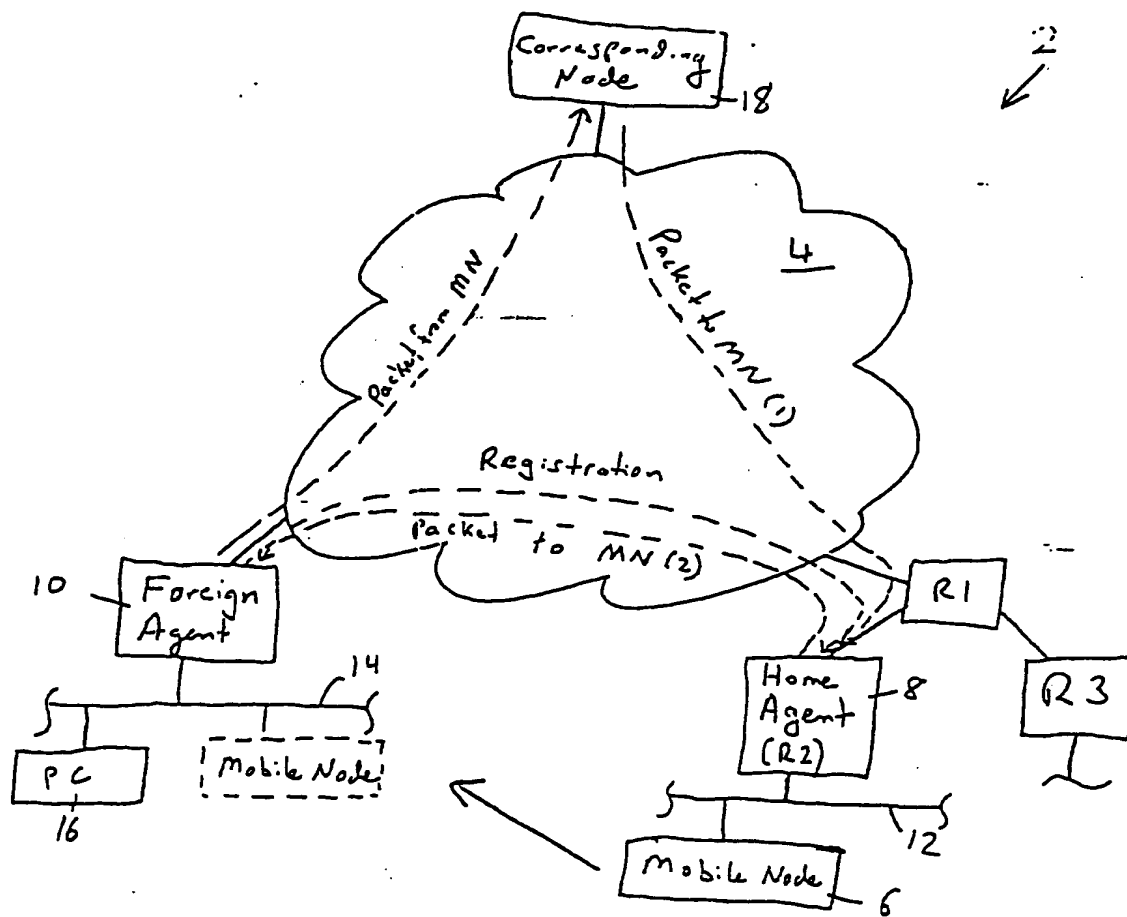 2
Corresponding
Node
18
4
Packet from MN
Packet to MN (1)
Registration
Packet to MN (2)
10
Foreign
Agent
R1
14
Home
Agent
(R2)
8
R3
PC
16
Mobile Node
12
Mobile Node
6